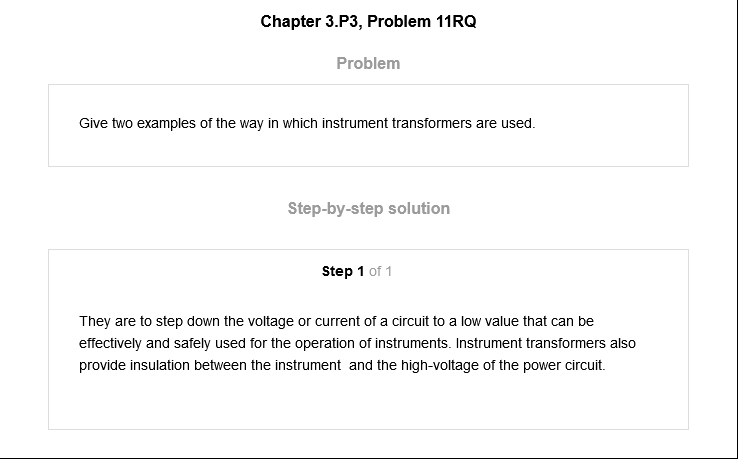 Chapter 3.P3, Problem 11RQ
Problem
Give two examples of the way in which instrument transformers are used.
Step-by-step solution
Step 1 of 1
They are to step down the voltage or current of a circuit to a low value that can be
effectively and safely used for the operation of instruments. Instrument transformers also
provide insulation between the instrument  and the high-voltage of the power circuit.